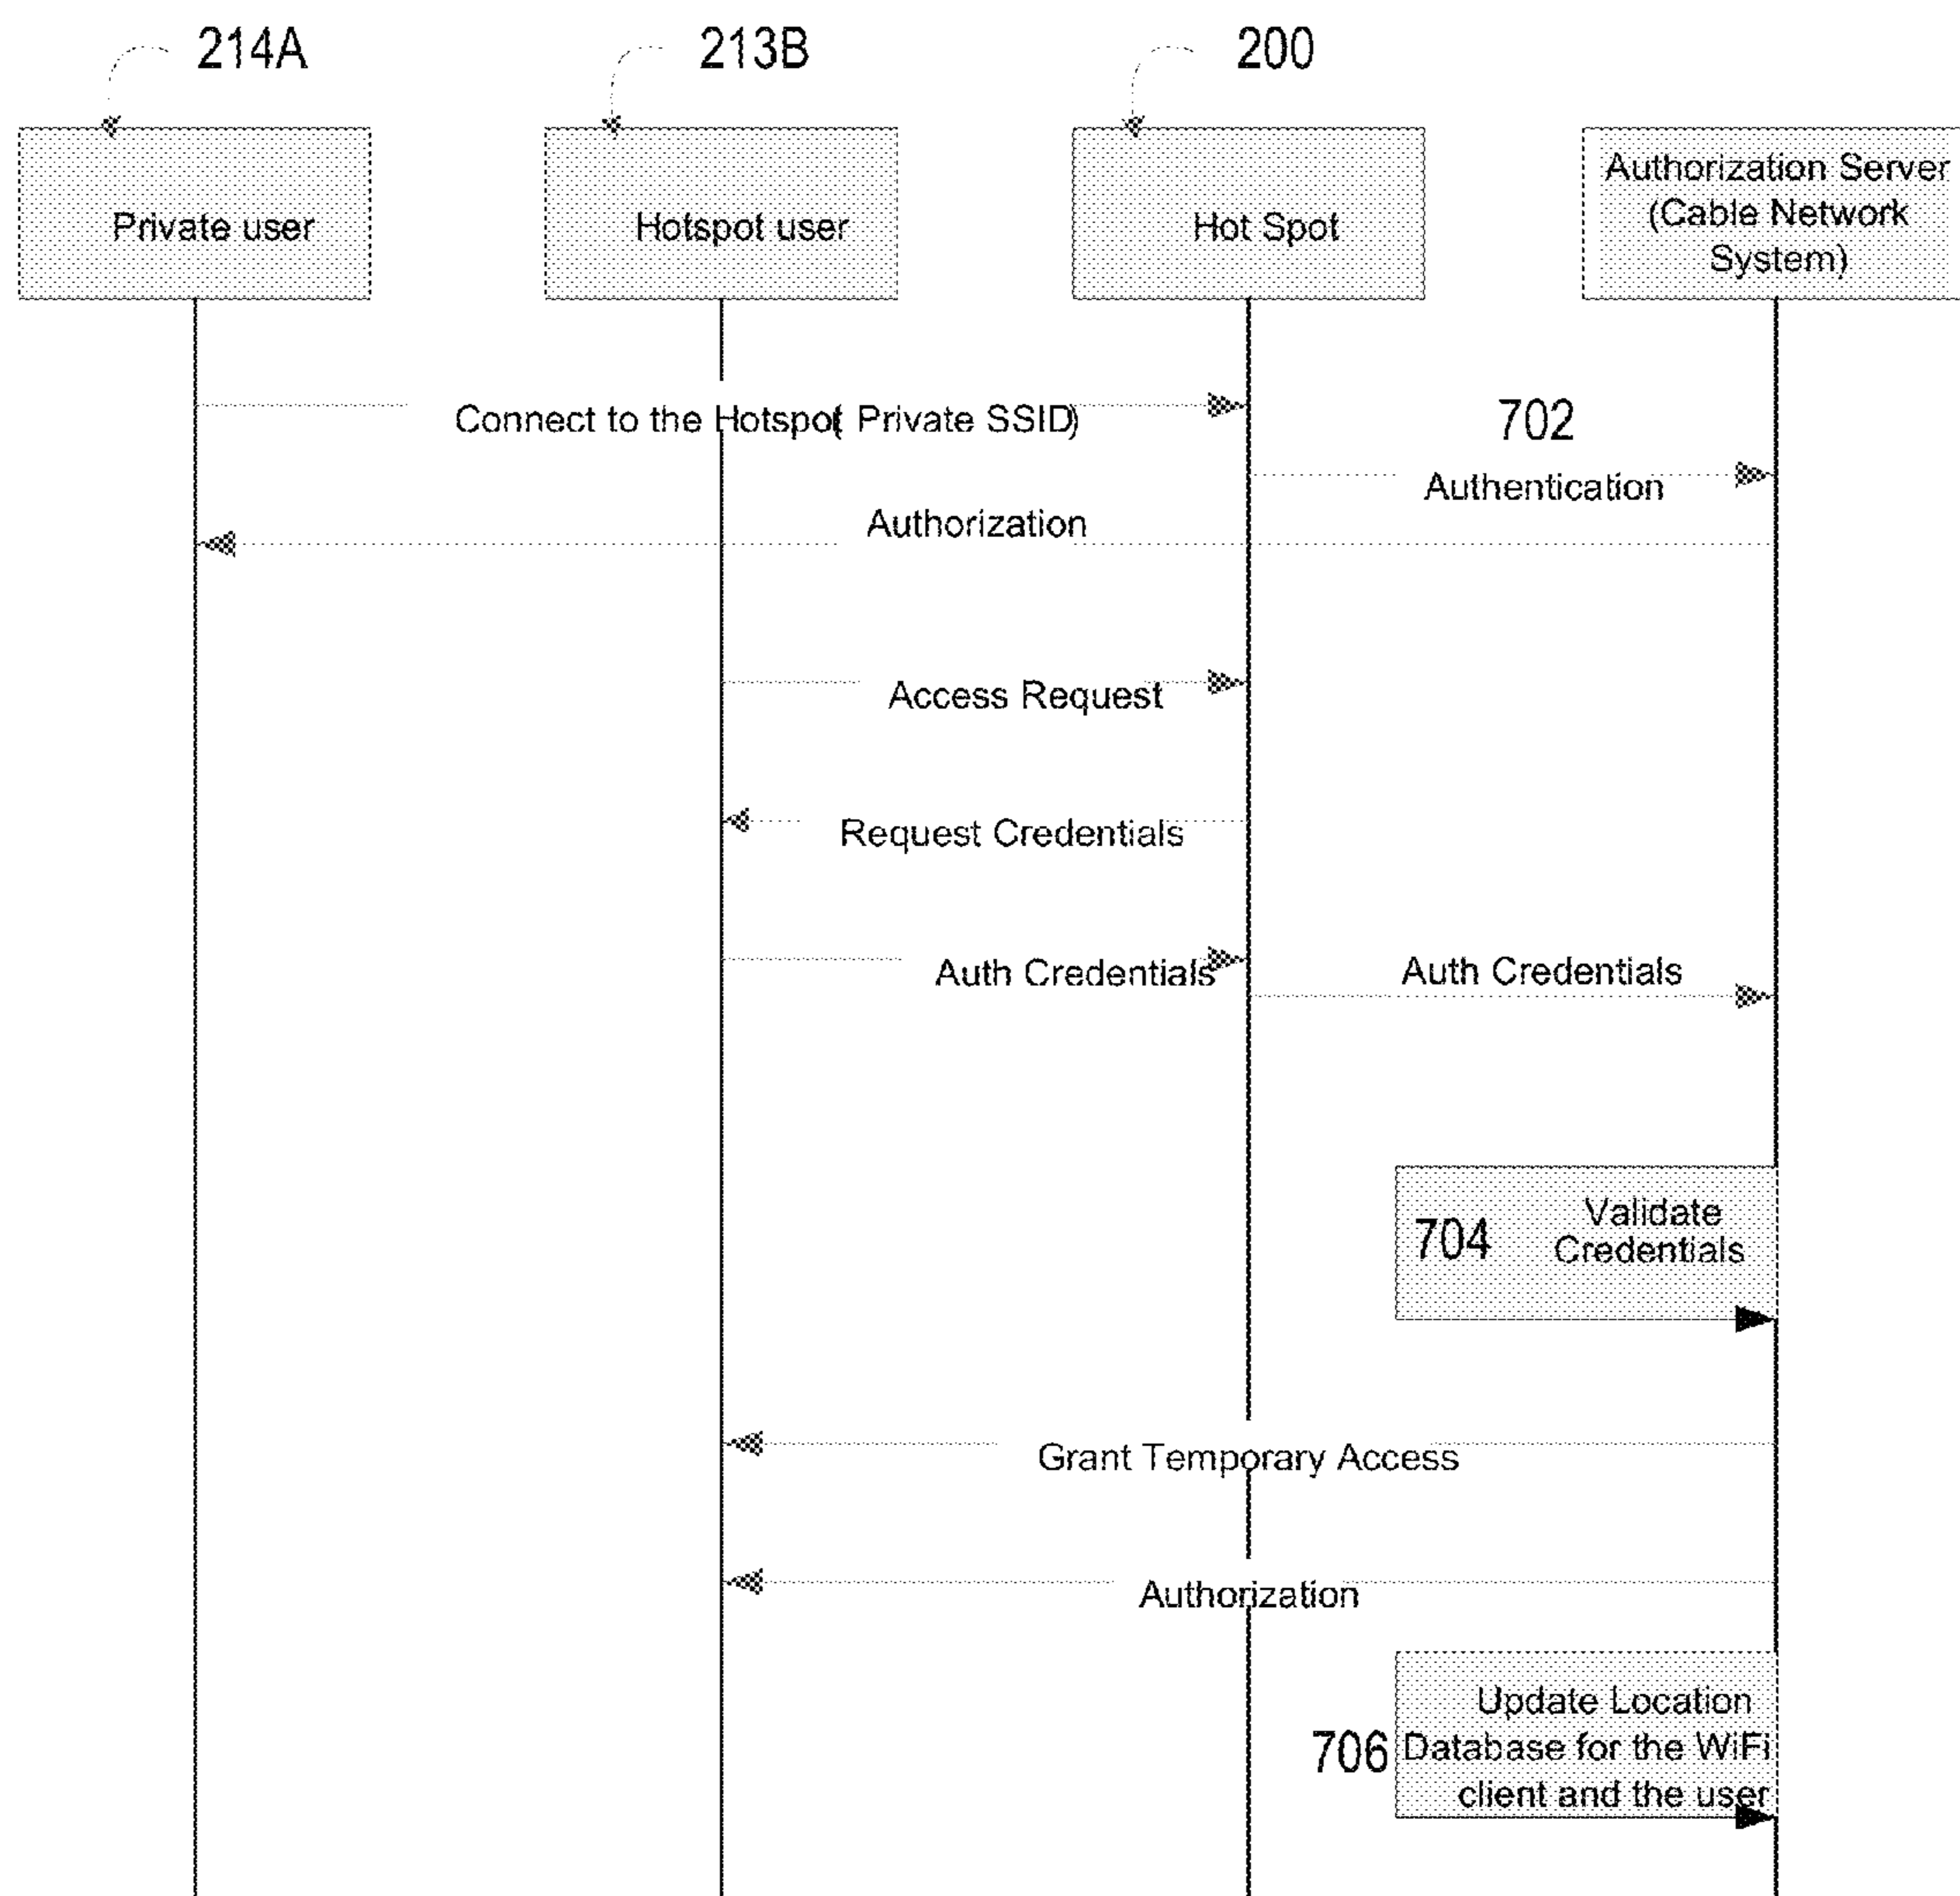 214A
213B
200
Private user
Hotspot user
Hot Spot
Authorization Server
(Cable Network
System)
Connect to the Hotspot( Private SSID)
702
Authentication
Authorization
Access Request
Request Credentials
Auth Credentials
Auth Credentials
704
Validate
Credentials
Grant Temporary Access
Authorization
706
Update Location
Database for the WiFi
client and the user